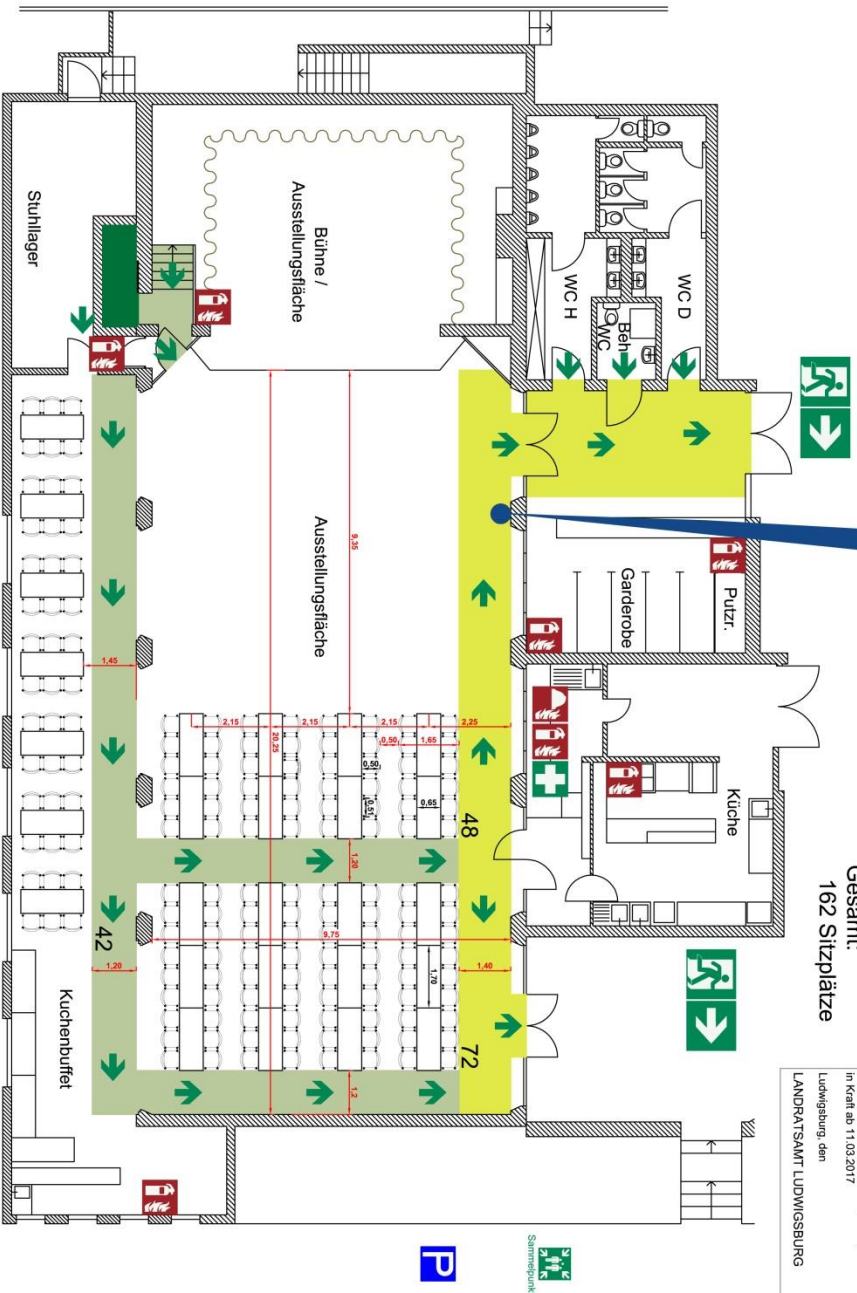 Gesamt:
162 Sitzplätze
in Kraft ab 11.03.2017
Ludwigsburg, den
LANDRATSAMT LUDWIGSBURG
WC D
WC H
Beh
WC
Putzr.
Garderobe
Küche
Bühne /
Ausstellungsfläche
Ausstellungsfläche
Stuhllager
Kuchenbuffet
48
72
42
9,35
20,25
2,15
2,15
2,15
2,25
0,50
1,65
0,50
0,51
0,65
1,45
1,20
9,75
1,70
1,40
1,20
1,2
Sammelpunk
P